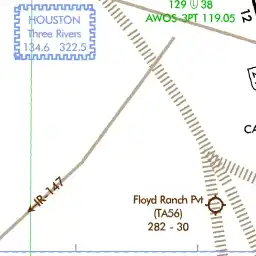 129 38
AWOS-3PT 119.05
HOUSTON
Three Rivers
134.6 322.5
12
CA
IR-147
Floyd Ranch Pvt
(TA56)
282 - 30